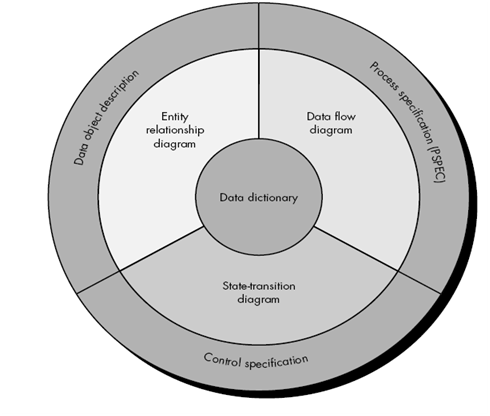 Data object description
Process specification (PSPEC)
Entity
relationship
diagram
Data flow
diagram
Data dictionary
State-transition
diagram
Control specification